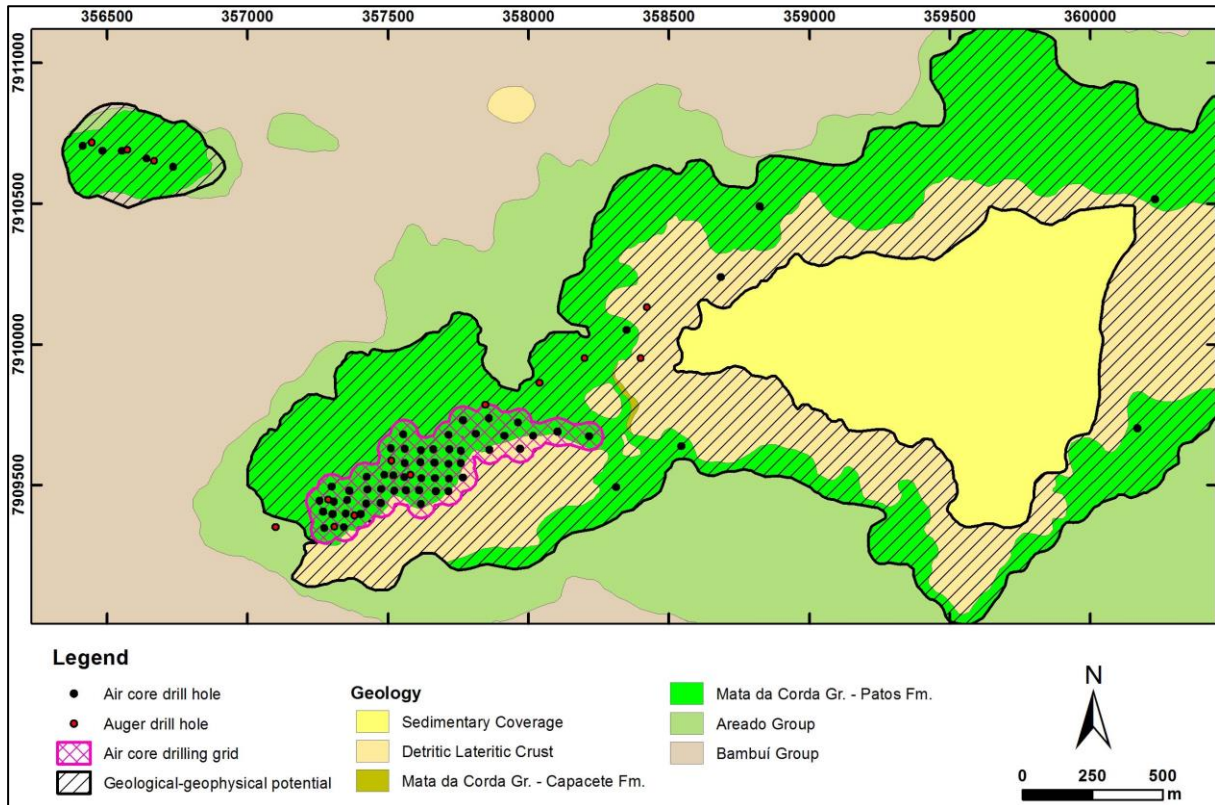 356500 357000 357500 358000 358500 359000 359500 360000
7911000
7910500
7910000
7909500
Legend
Air core drill hole
Auger drill hole
Air core drilling grid
Geological-geophysical potential
Geology
Sedimentary Coverage
Detritic Lateritic Crust
Mata da Corda Gr. - Capacete Fm.
Mata da Corda Gr. - Patos Fm.
Areado Group
Bambuí Group
N
0 250 500
m